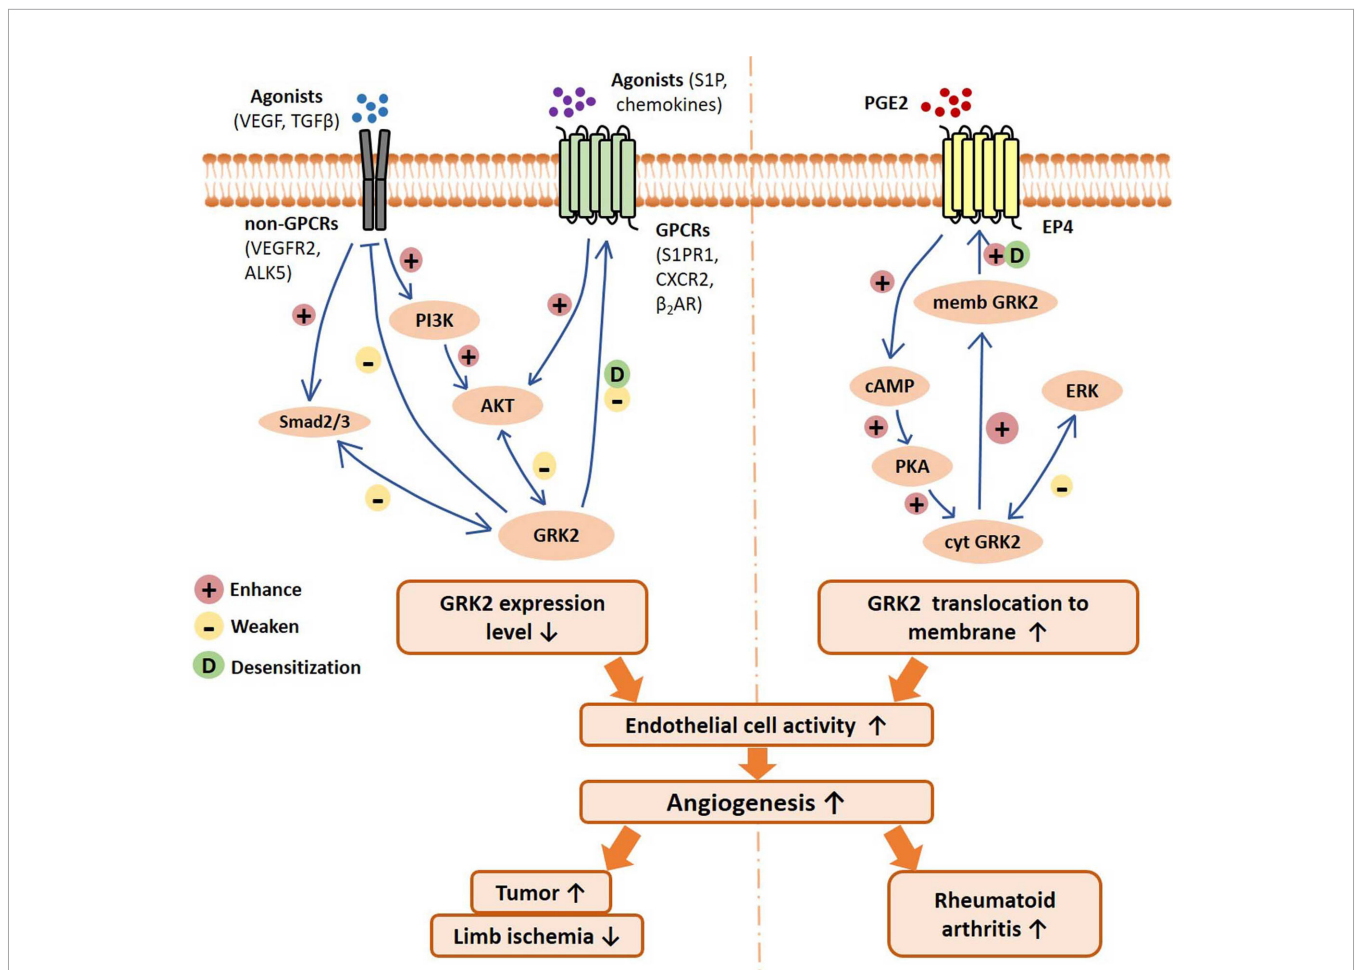 Agonists
(VEGF, TGFβ)
Agonists (S1P,
chemokines)
PGE2
non-GPCRs
(VEGFR2,
ALK5)
GPCRs
(S1PR1,
CXCR2,
β₂AR)
EP4
+
+
+
D
+
-
PI3K
+
+
D
-
memb GRK2
cAMP
ERK
AKT
Smad2/3
+
+
PKA
-
-
-
+
GRK2
cyt GRK2
+ Enhance
- Weaken
D Desensitization
GRK2 expression
level ↓
GRK2 translocation to
membrane ↑
Endothelial cell activity ↑
Angiogenesis ↑
Tumor ↑
Limb ischemia ↓
Rheumatoid
arthritis ↑